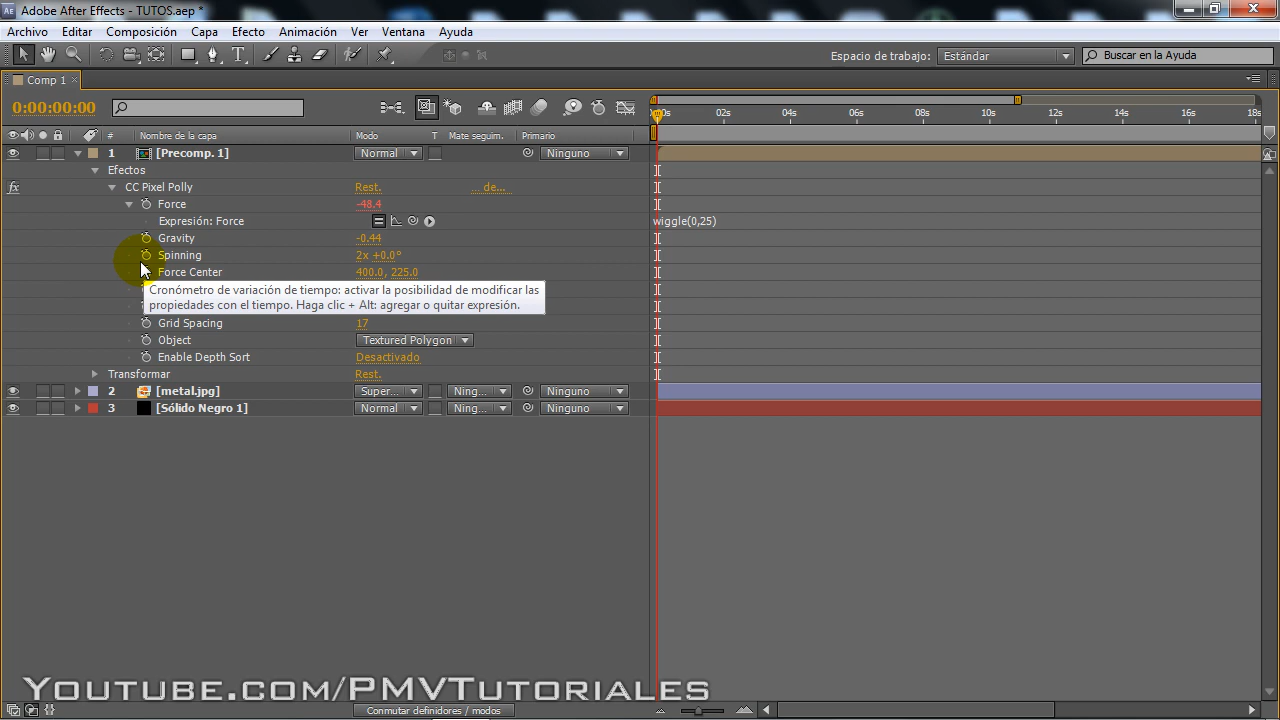 Adobe After Effects - TUTOS.aep *
Archivo Editar Composición Capa Efecto Animación Ver Ventana Ayuda
Espacio de trabajo: Estándar Buscar en la Ayuda
Comp 1
0:00:00:00
02s 04s 06s 08s 10s 12s 14s 16s 18s
# Nombre de la capa Modo T Mate seguim. Primario
1 [Precomp. 1] Normal Ninguno
Efectos
fx CC Pixel Polly Rest. ... de...
Force -48.4
Expresión: Force wiggle(0,25)
Gravity -0.44
Spinning 2x +0.0°
Force Center 400.0, 225.0
Cronómetro de variación de tiempo: activar la posibilidad de modificar las
propiedades con el tiempo. Haga clic + Alt: agregar o quitar expresión.
Grid Spacing 17
Object Textured Polygon
Enable Depth Sort Desactivado
Transformar Rest.
2 [metal.jpg] Super... Ning... Ninguno
3 [Sólido Negro 1] Normal Ning... Ninguno
Youtube.com/PMVTutoriales
Conmutar definidores / modos